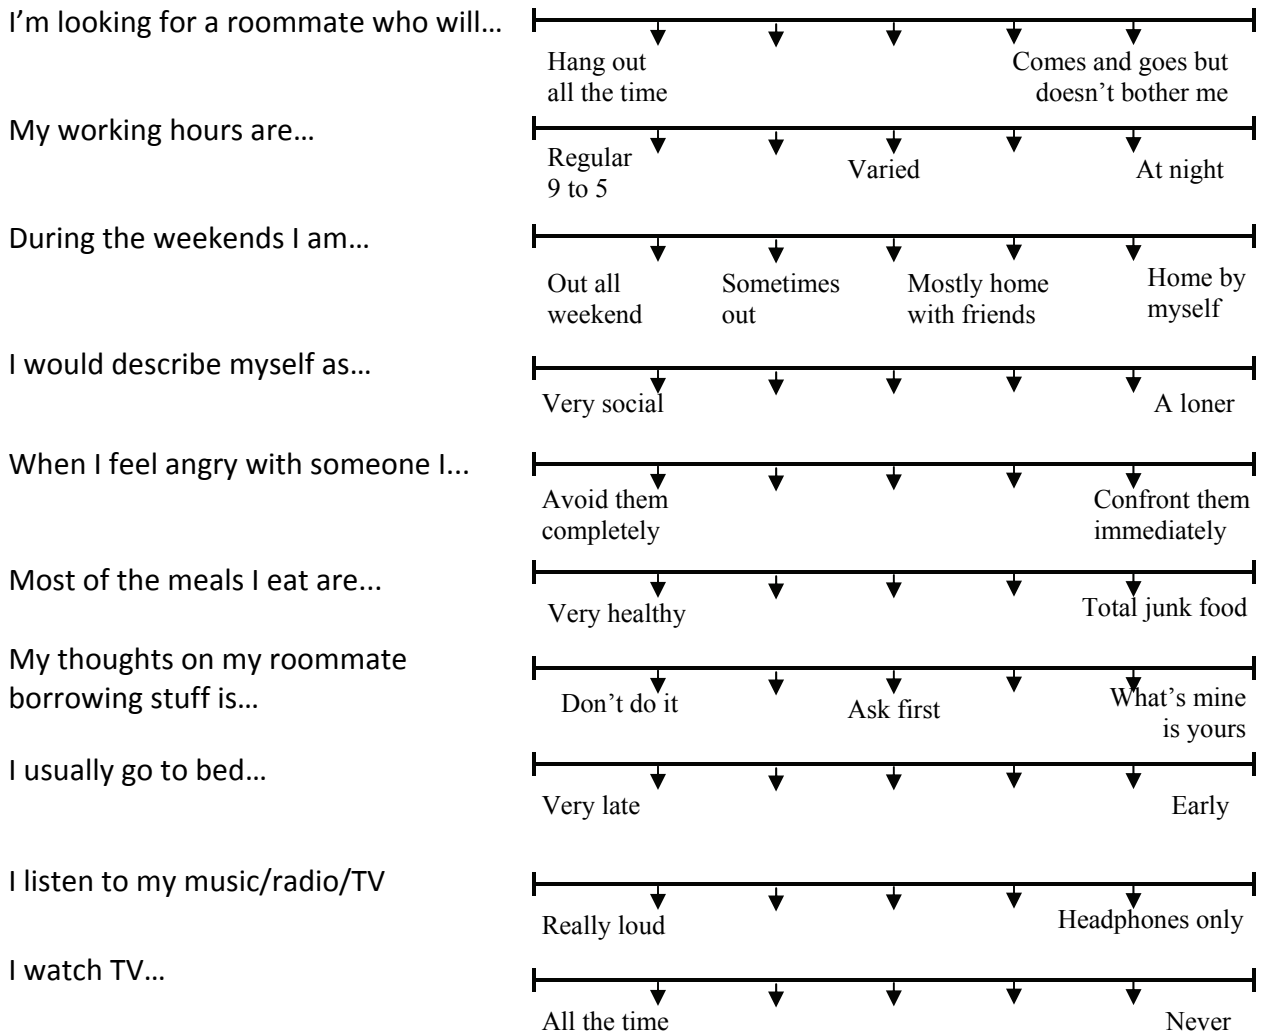 I’m looking for a roommate who will…
Hang out
all the time
Comes and goes but
doesn’t bother me
My working hours are…
Regular
9 to 5
Varied
At night
During the weekends I am…
Out all
weekend
Sometimes
out
Mostly home
with friends
Home by
myself
I would describe myself as…
Very social
A loner
When I feel angry with someone I...
Avoid them
completely
Confront them
immediately
Most of the meals I eat are...
Very healthy
Total junk food
My thoughts on my roommate
borrowing stuff is…
Don’t do it
Ask first
What’s mine
is yours
I usually go to bed…
Very late
Early
I listen to my music/radio/TV
Really loud
Headphones only
I watch TV…
All the time
Never